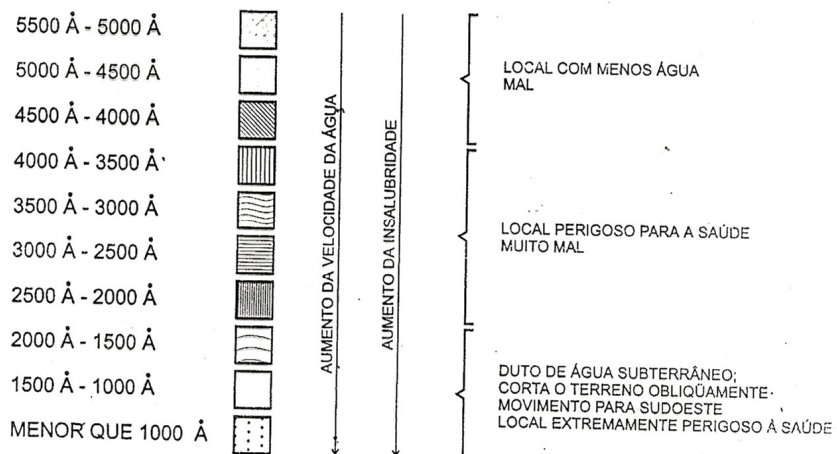 5500 Å - 5000 Å
5000 Å - 4500 Å
4500 Å - 4000 Å
4000 Å - 3500 Å
3500 Å - 3000 Å
3000 Å - 2500 Å
2500 Å - 2000 Å
2000 Å - 1500 Å
1500 Å - 1000 Å
MENOR QUE 1000 Å
AUMENTO DA VELOCIDADE DA ÁGUA
AUMENTO DA INSALUBRIDADE
LOCAL COM MENOS ÁGUA
MAL
LOCAL PERIGOSO PARA A SAÚDE
MUITO MAL
DUTO DE ÁGUA SUBTERRÂNEO;
CORTA O TERRENO OBLIQÜAMENTE
MOVIMENTO PARA SUDOESTE
LOCAL EXTREMAMENTE PERIGOSO À SAÚDE